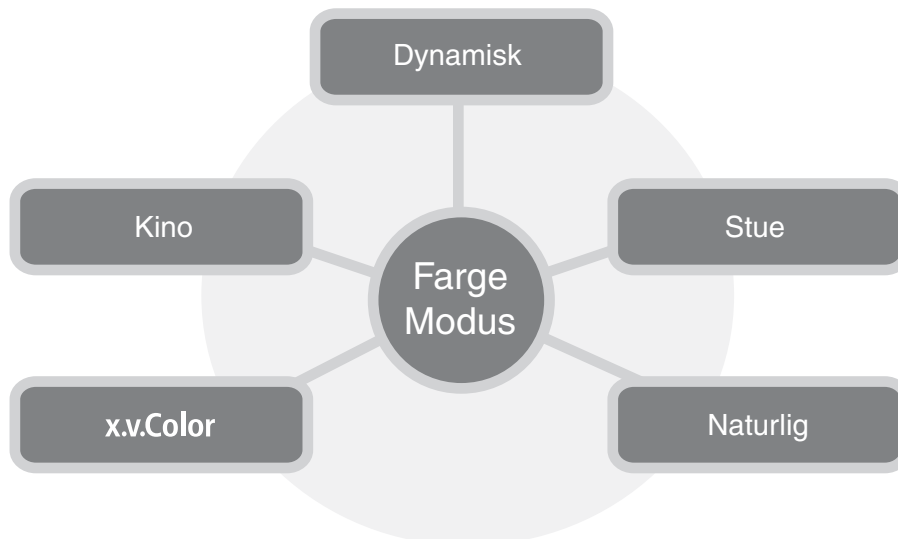 Dynamisk
Kino
Stue
Farge
Modus
x.v.Color
Naturlig